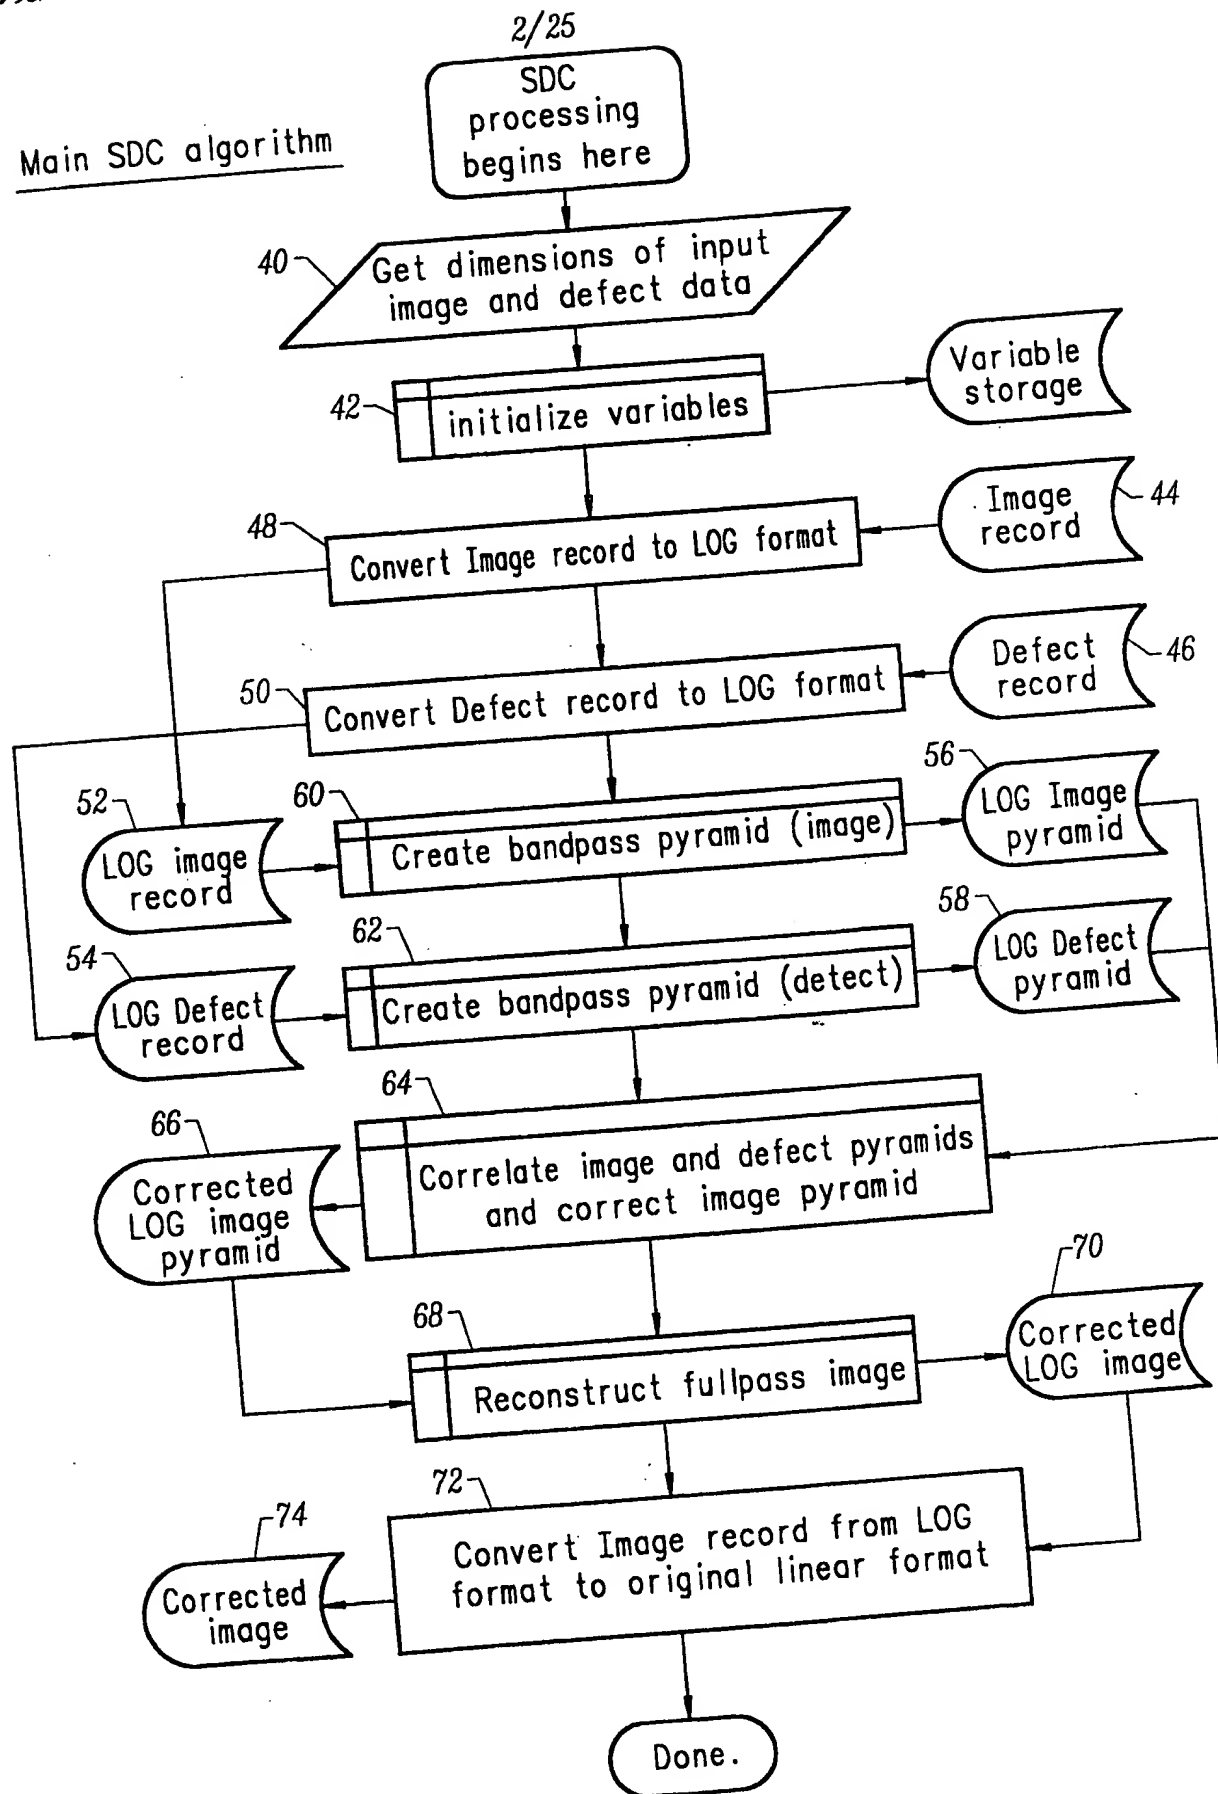 2/25
SDC
processing
begins here
Main SDC algorithm
40
Get dimensions of input
image and defect data
42
initialize variables
Variable
storage
48
Convert Image record to LOG format
Image
record
44
50
Convert Defect record to LOG format
Defect
record
46
52
LOG image
record
60
Create bandpass pyramid (image)
56
LOG Image
pyramid
54
LOG Defect
record
62
Create bandpass pyramid (detect)
58
LOG Defect
pyramid
64
Correlate image and defect pyramids
and correct image pyramid
66
Corrected
LOG image
pyramid
68
Reconstruct fullpass image
70
Corrected
LOG image
72
Convert Image record from LOG
format to original linear format
74
Corrected
image
Done.